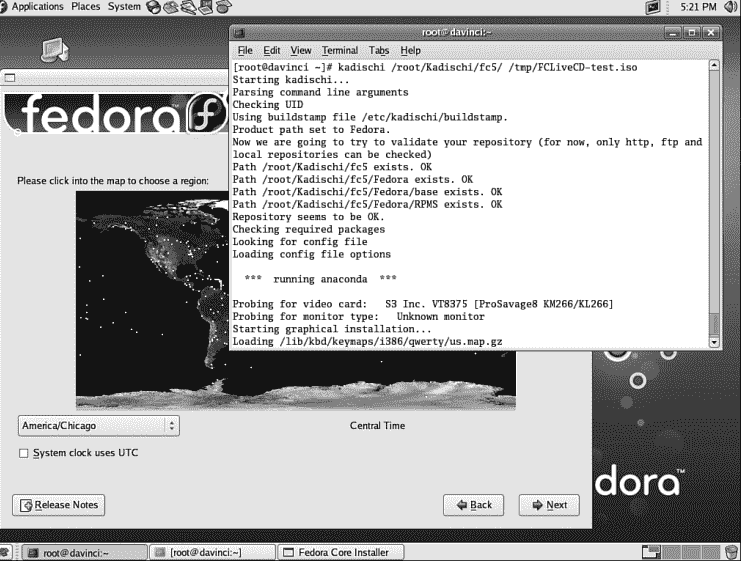 Applications Places System
5:21 PM
root@davinci:~
File Edit View Terminal Tabs Help
[root@davinci ~]# kadischi /root/Kadischi/fc5/ /tmp/FCLiveCD-test.iso
Starting kadischi...
Parsing command line arguments
Checking UID
Using buildstamp file /etc/kadischi/buildstamp.
Product path set to Fedora.
Now we are going to try to validate your repository (for now, only http, ftp and
local repositories can be checked)
Path /root/Kadischi/fc5 exists. OK
Path /root/Kadischi/fc5/Fedora exists. OK
Path /root/Kadischi/fc5/Fedora/base exists. OK
Path /root/Kadischi/fc5/Fedora/RPMS exists. OK
Repository seems to be OK.
Checking required packages
Looking for config file
Loading config file options
*** running anaconda ***
Probing for video card: S3 Inc. VT8375 [ProSavage8 KM266/KL266]
Probing for monitor type: Unknown monitor
Starting graphical installation...
Loading /lib/kbd/keymaps/i386/qwerty/us.map.gz
fedora™
Please click into the map to choose a region:
America/Chicago
Central Time
System clock uses UTC
Release Notes
Back
Next
dora™
root@davinci:~
[root@davinci:~]
Fedora Core Installer